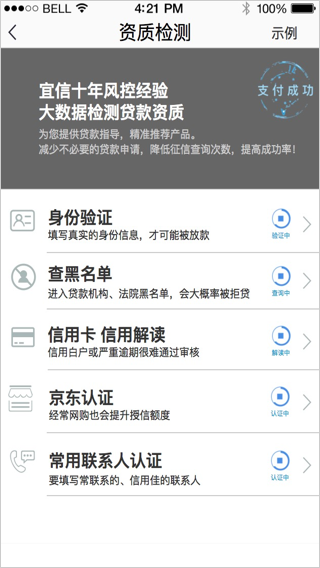 BELL 4:21 PM 100%
资质检测 示例
宜信十年风控经验
大数据检测贷款资质
支付成功
为您提供贷款指导，精准推荐产品。
减少不必要的贷款申请，降低征信查询次数，提高成功率！
身份验证
填写真实的身份信息，才可能被放款
验证中
查黑名单
进入贷款机构、法院黑名单，会大概率被拒贷
查询中
信用卡 信用解读
信用白户或严重逾期很难通过审核
解读中
京东认证
经常网购也会提升授信额度
认证中
常用联系人认证
要填写常联系的、信用佳的联系人
认证中